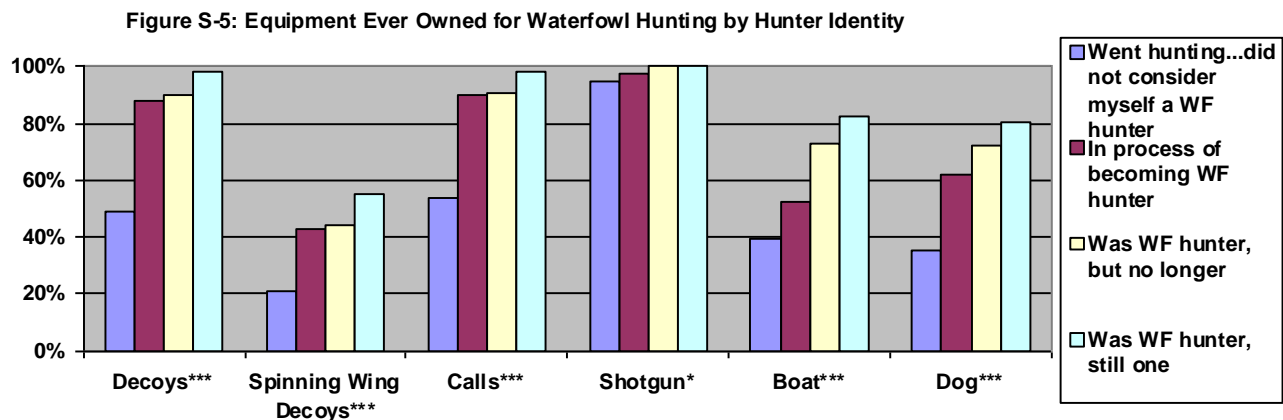 Figure S-5: Equipment Ever Owned for Waterfowl Hunting by Hunter Identity
100%
80%
60%
40%
20%
0%
Decoys***
Spinning Wing
Decoys***
Calls***
Shotgun*
Boat***
Dog***
Went hunting...did
not consider
myself a WF
hunter
In process of
becoming WF
hunter
Was WF hunter,
but no longer
Was WF hunter,
still one